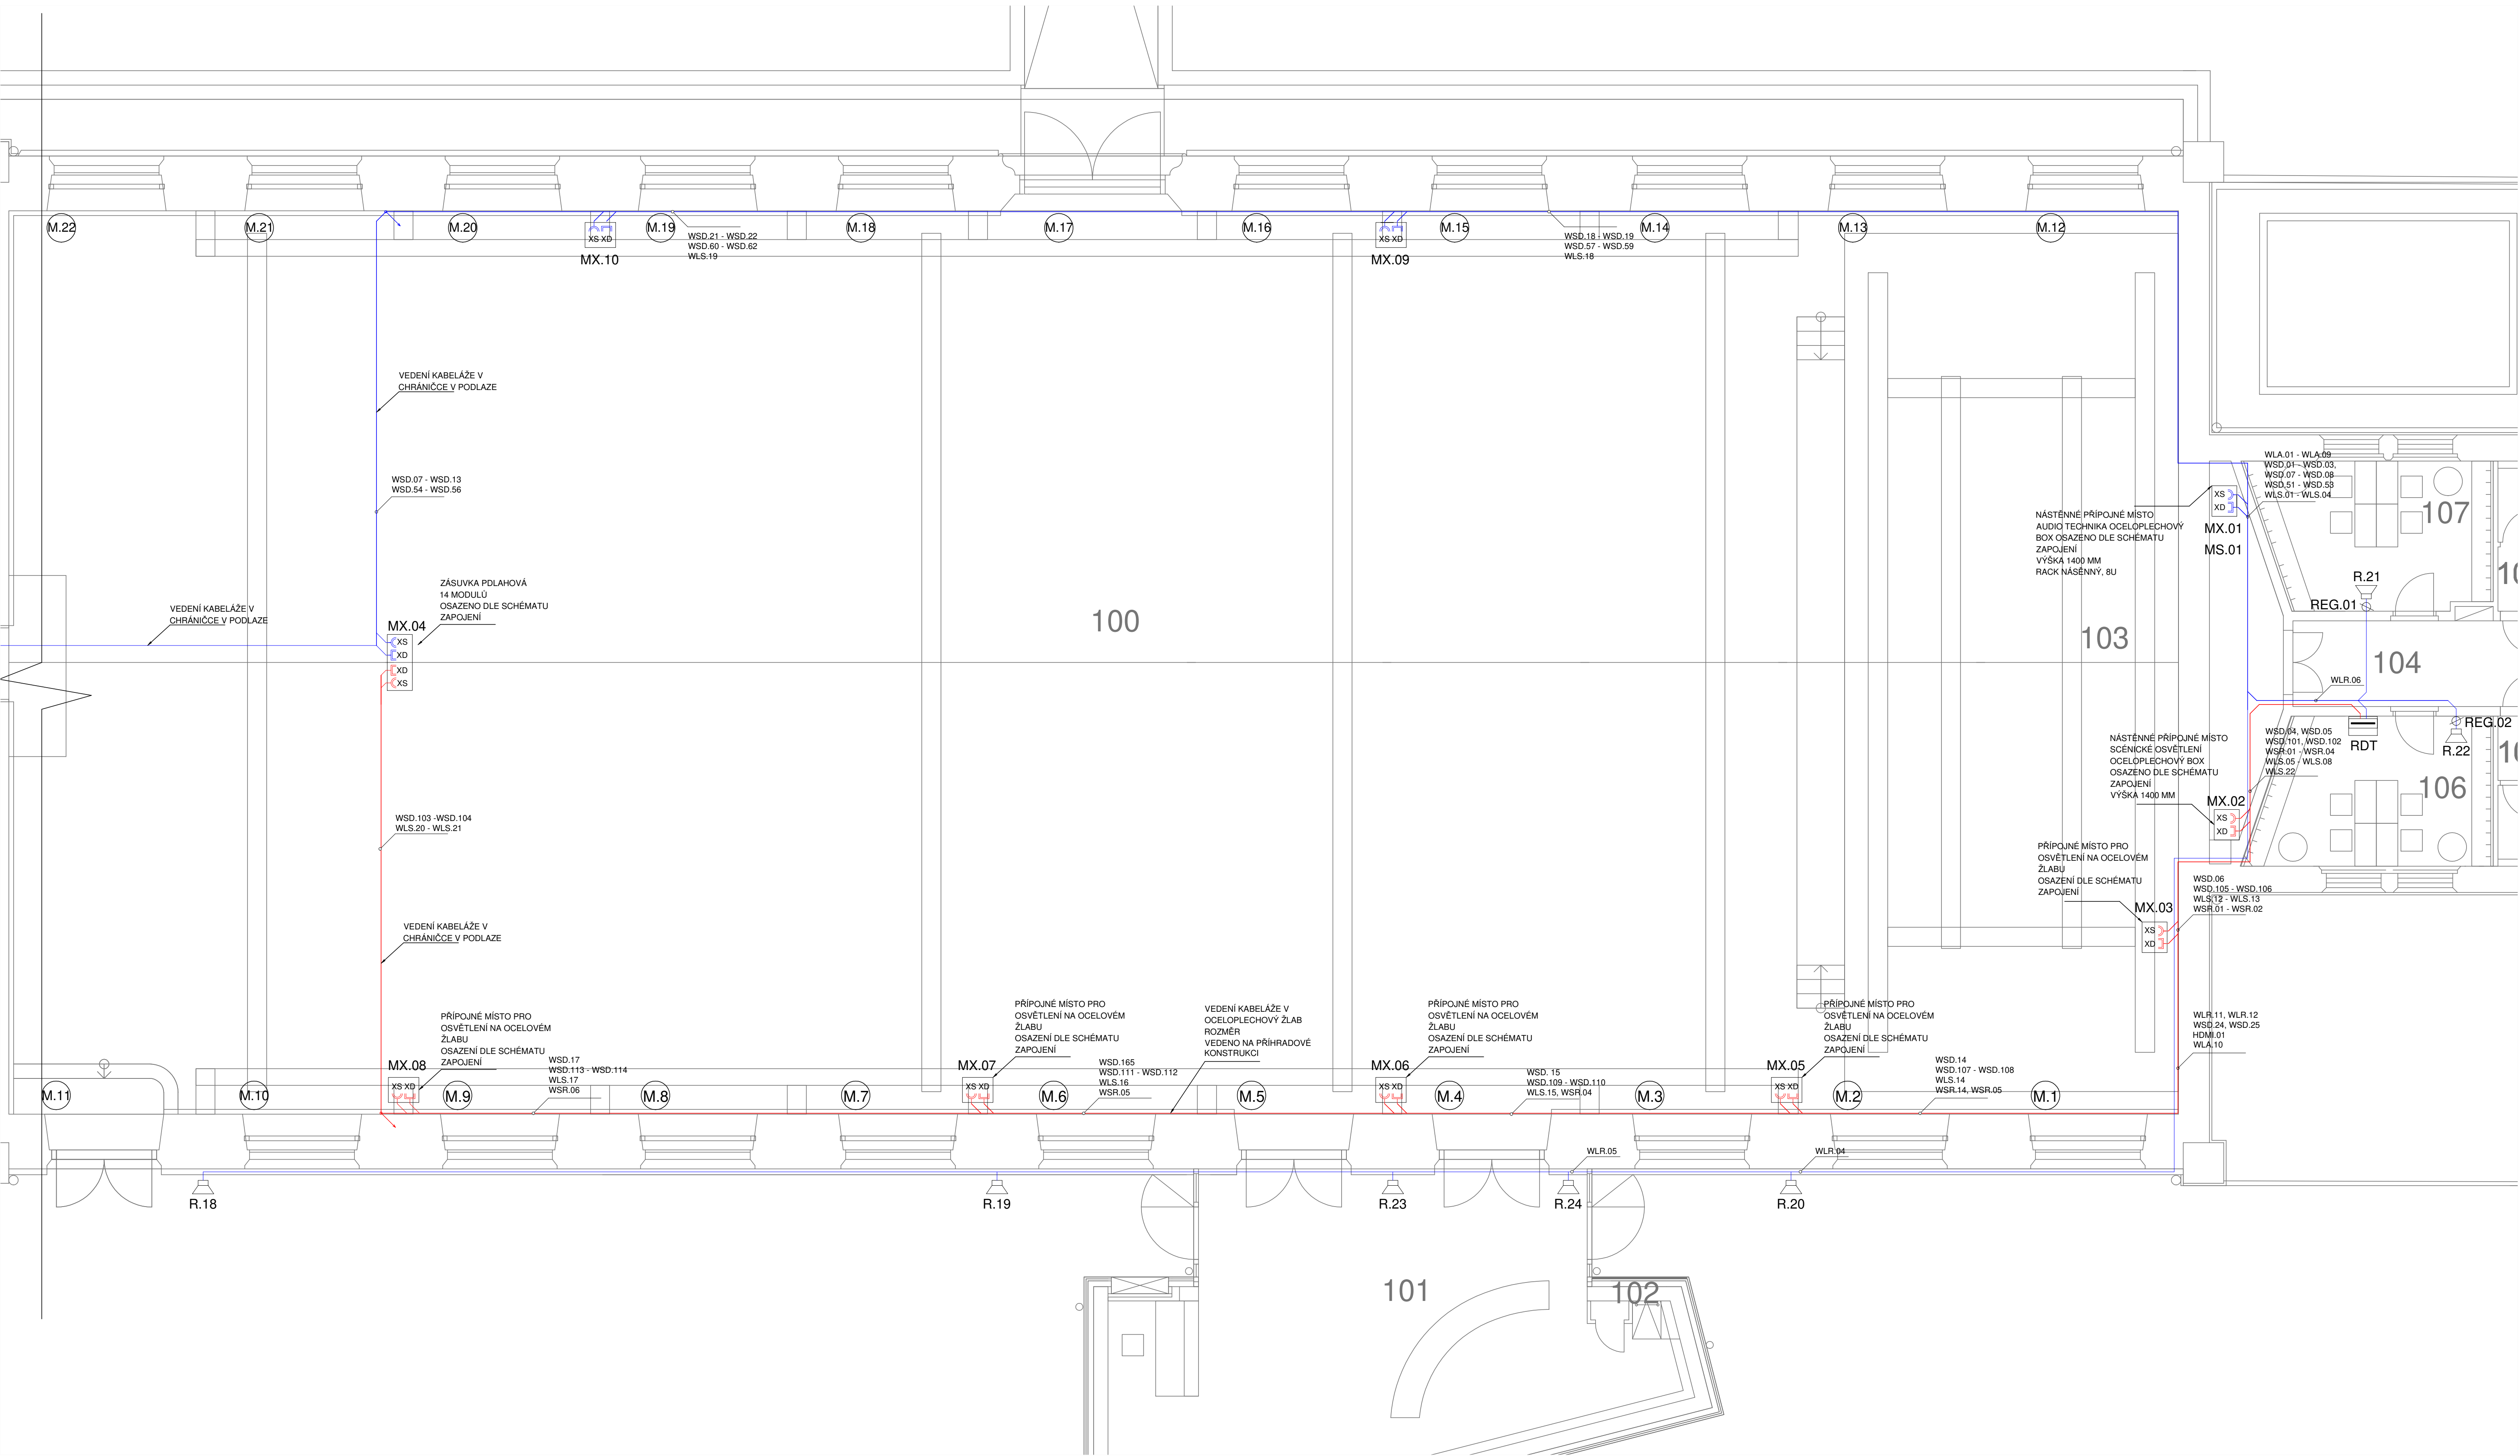 M.22
M.21
M.20
XS XD
MX.10
M.19
WSD.21 - WSD.22
WSD.60 - WSD.62
WLS.19
M.18
M.17
M.16
XS XD
MX.09
M.15
WSD.18 - WSD.19
WSD.57 - WSD.59
WLS.18
M.14
M.13
M.12
VEDENÍ KABELÁŽE V
CHRÁNIČCE V PODLAZE
WSD.07 - WSD.13
WSD.54 - WSD.56
WLA.01 - WLA.09
WSD.01 - WSD.03,
WSD.07 - WSD.08
WSD.51 - WSD.53
WLS.01 - WLS.04
107
XS
XD
MX.01
MS.01
NÁSTĚNNÉ PŘÍPOJNÉ MÍSTO
AUDIO TECHNIKA OCELOPLECHOVÝ
BOX OSAZENO DLE SCHÉMATU
ZAPOJENÍ
VÝŠKA 1400 MM
RACK NÁSĚNNÝ, 8U
ZÁSUVKA PDLAHOVÁ
14 MODULŮ
OSAZENO DLE SCHÉMATU
ZAPOJENÍ
VEDENÍ KABELÁŽE V
CHRÁNIČCE V PODLAZE
MX.04
XS
XD
XD
XS
100
103
R.21
REG.01
104
WLR.06
REG.02
R.22
RDT
WSD.04, WSD.05
WSD.101, WSD.102
WSR.01 - WSR.04
WLS.05 - WLS.08
WLS.22
106
NÁSTĚNNÉ PŘÍPOJNÉ MÍSTO
SCÉNICKÉ OSVĚTLENÍ
OCELOPLECHOVÝ BOX
OSAZENO DLE SCHÉMATU
ZAPOJENÍ
VÝŠKA 1400 MM
MX.02
XS
XD
WSD.103 -WSD.104
WLS.20 - WLS.21
PŘÍPOJNÉ MÍSTO PRO
OSVĚTLENÍ NA OCELOVÉM
ŽLABU
OSAZENÍ DLE SCHÉMATU
ZAPOJENÍ
MX.03
XS
XD
WSD.06
WSD.105 - WSD.106
WLS.12 - WLS.13
WSR.01 - WSR.02
VEDENÍ KABELÁŽE V
CHRÁNIČCE V PODLAZE
WLR.11, WLR.12
WSD.24, WSD.25
HDMI.01
WLA.10
PŘÍPOJNÉ MÍSTO PRO
OSVĚTLENÍ NA OCELOVÉM
ŽLABU
OSAZENÍ DLE SCHÉMATU
ZAPOJENÍ
MX.08
XS XD
WSD.17
WSD.113 - WSD.114
WLS.17
WSR.06
PŘÍPOJNÉ MÍSTO PRO
OSVĚTLENÍ NA OCELOVÉM
ŽLABU
OSAZENÍ DLE SCHÉMATU
ZAPOJENÍ
MX.07
XS XD
WSD.165
WSD.111 - WSD.112
WLS.16
WSR.05
VEDENÍ KABELÁŽE V
OCELOPLECHOVÝ ŽLAB
ROZMĚR
VEDENO NA PŘÍHRADOVÉ
KONSTRUKCI
PŘÍPOJNÉ MÍSTO PRO
OSVĚTLENÍ NA OCELOVÉM
ŽLABU
OSAZENÍ DLE SCHÉMATU
ZAPOJENÍ
MX.06
XS XD
WSD. 15
WSD.109 - WSD.110
WLS.15, WSR.04
PŘÍPOJNÉ MÍSTO PRO
OSVĚTLENÍ NA OCELOVÉM
ŽLABU
OSAZENÍ DLE SCHÉMATU
ZAPOJENÍ
MX.05
XS XD
WSD.14
WSD.107 - WSD.108
WLS.14
WSR.14, WSR.05
M.11
M.10
M.9
M.8
M.7
M.6
M.5
M.4
M.3
M.2
M.1
WLR.05
WLR.04
R.18
R.19
R.23
R.24
R.20
101
102